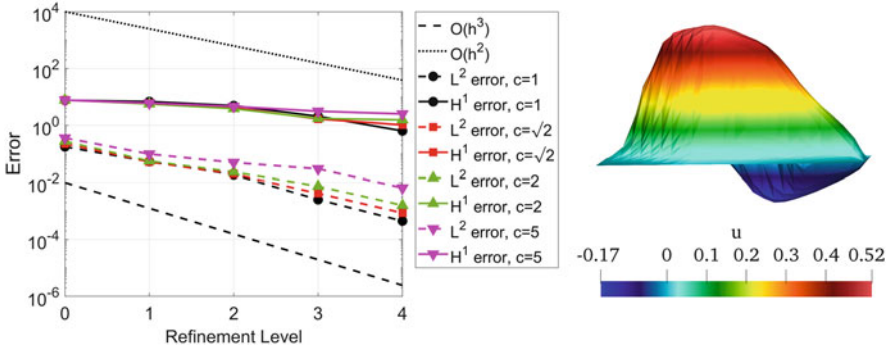 10^4
10^2
10^0
10^-2
10^-4
10^-6
Error
0 1 2 3 4
Refinement Level
O(h^3)
O(h^2)
L^2 error, c=1
H^1 error, c=1
L^2 error, c=√2
H^1 error, c=√2
L^2 error, c=2
H^1 error, c=2
L^2 error, c=5
H^1 error, c=5
u
-0.17 0 0.1 0.2 0.3 0.4 0.52